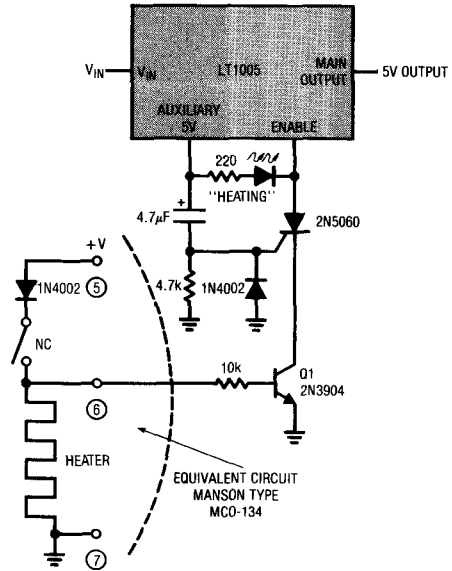 V_IN
V_IN
LT1005
MAIN
OUTPUT
5V OUTPUT
AUXILIARY
5V
ENABLE
220
"HEATING"
+
4.7µF
2N5060
+V
5
4.7k
1N4002
1N4002
NC
10k
Q1
2N3904
6
HEATER
EQUIVALENT CIRCUIT
MANSON TYPE
MCO-134
7